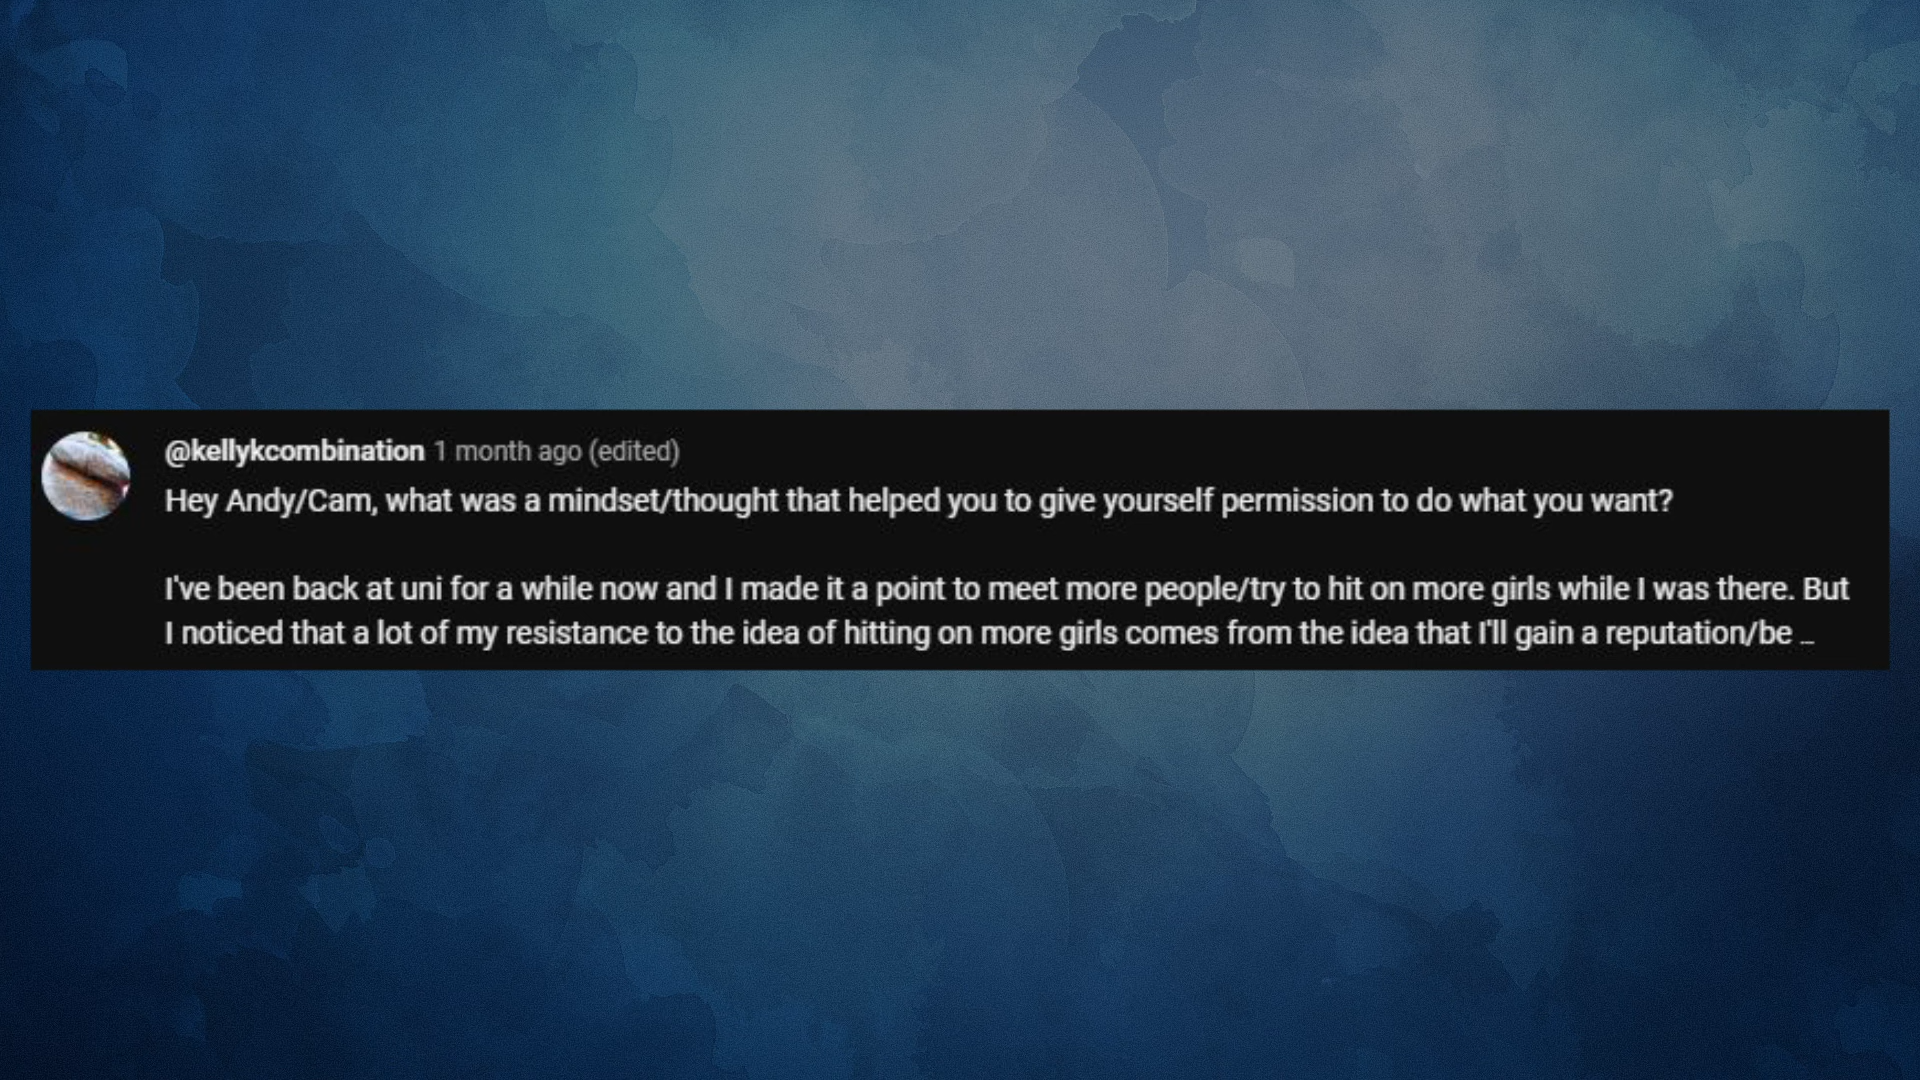 @kellykcombination 1 month ago (edited)
Hey Andy/Cam, what was a mindset/thought that helped you to give yourself permission to do what you want?
I've been back at uni for a while now and I made it a point to meet more people/try to hit on more girls while I was there. But
I noticed that a lot of my resistance to the idea of hitting on more girls comes from the idea that I'll gain a reputation/be ...